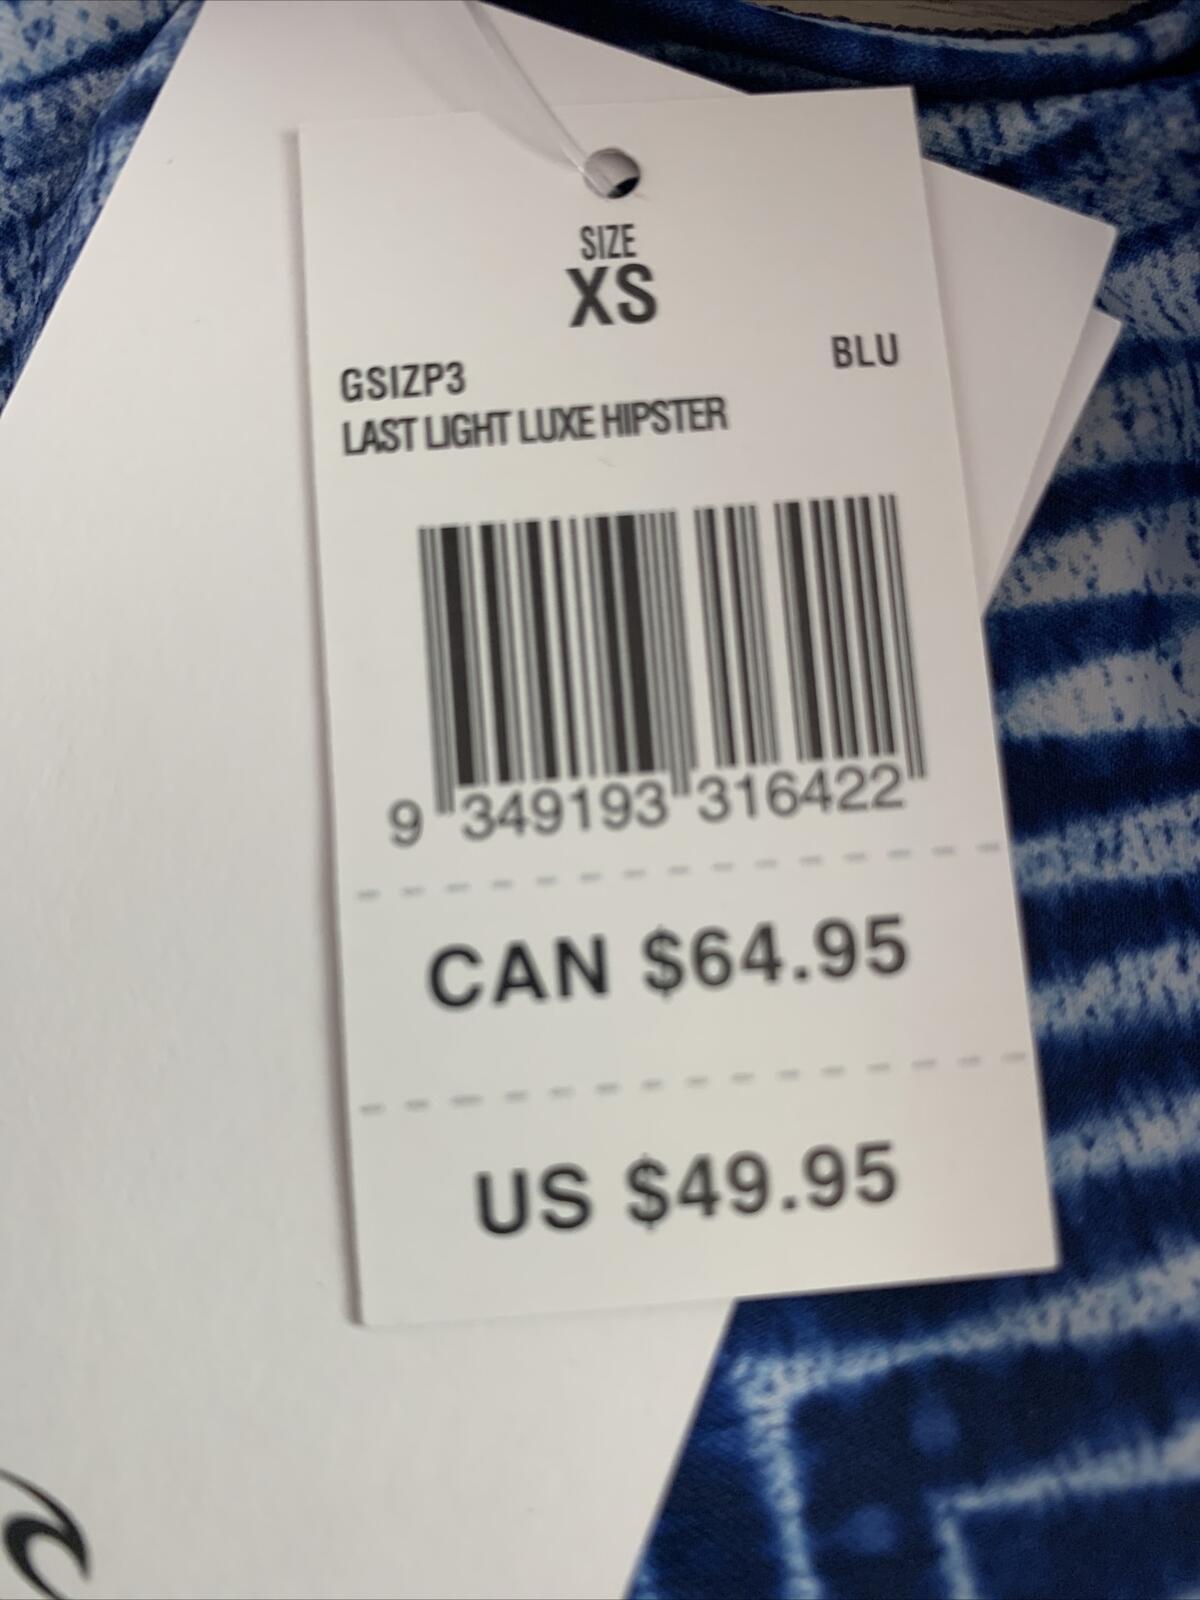 SIZE
XS
GSIZP3 BLU
LAST LIGHT LUXE HIPSTER
9 349193 316422
CAN $64.95
US $49.95